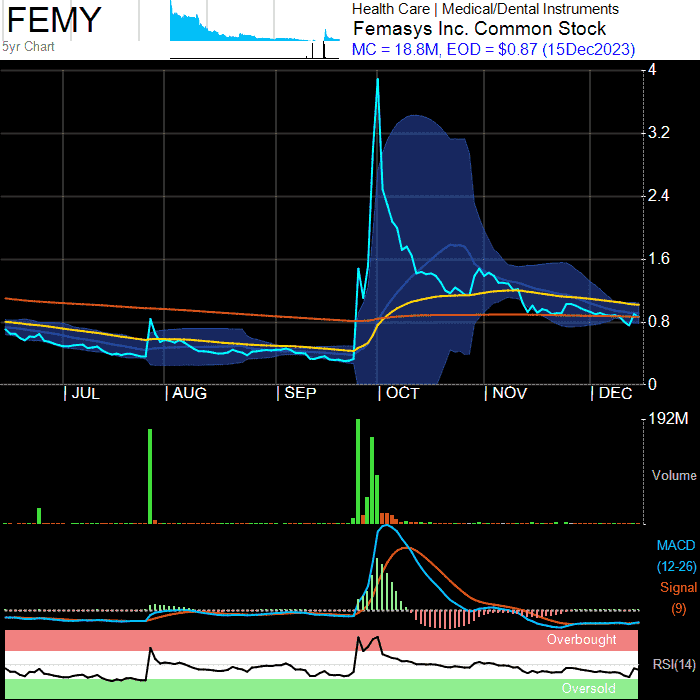 FEMY
5yr Chart
Health Care | Medical/Dental Instruments
Femasys Inc. Common Stock
MC = 18.8M, EOD = $0.87 (15Dec2023)
4
3.2
2.4
1.6
0.8
0
| JUL | AUG | SEP | OCT | NOV | DEC
192M
Volume
MACD
(12-26)
Signal
(9)
Overbought
RSI(14)
Oversold